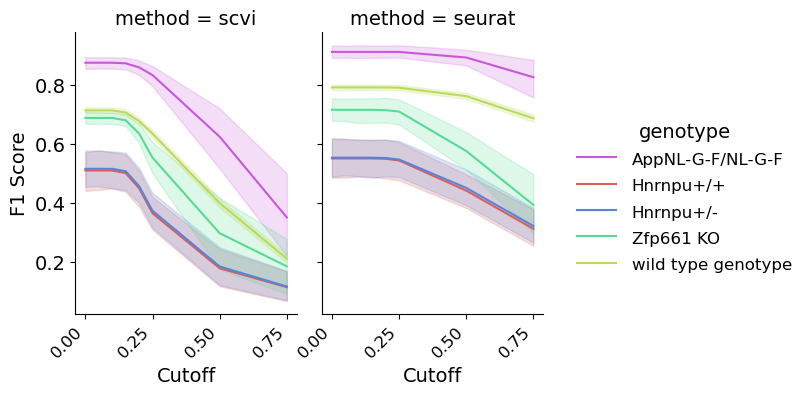 method = scvi
method = seurat
F1 Score
0.8
0.6
0.4
0.2
0.00
0.25
0.50
0.75
Cutoff
0.00
0.25
0.50
0.75
Cutoff
genotype
AppNL-G-F/NL-G-F
Hnrnpu+/+
Hnrnpu+/-
Zfp661 KO
wild type genotype